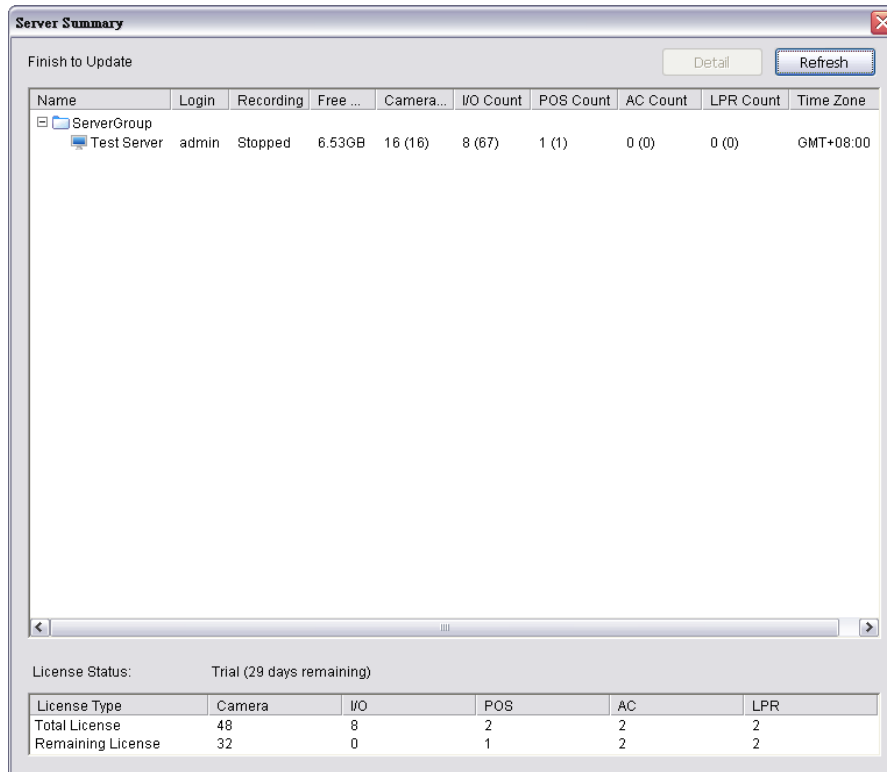 Server Summary
Finish to Update Detail Refresh
Name Login Recording Free ... Camera... I/O Count POS Count AC Count LPR Count Time Zone
ServerGroup
Test Server admin Stopped 6.53GB 16 (16) 8 (67) 1 (1) 0 (0) 0 (0) GMT+08:00
License Status: Trial (29 days remaining)
License Type Camera I/O POS AC LPR
Total License 48 8 2 2 2
Remaining License 32 0 1 2 2